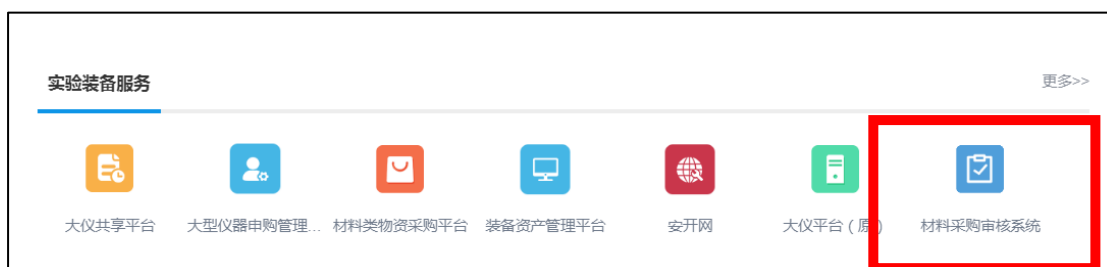 实验装备服务
更多>>
大仪共享平台 大型仪器申购管理... 材料类物资采购平台 装备资产管理平台 安开网 大仪平台（原） 材料采购审核系统